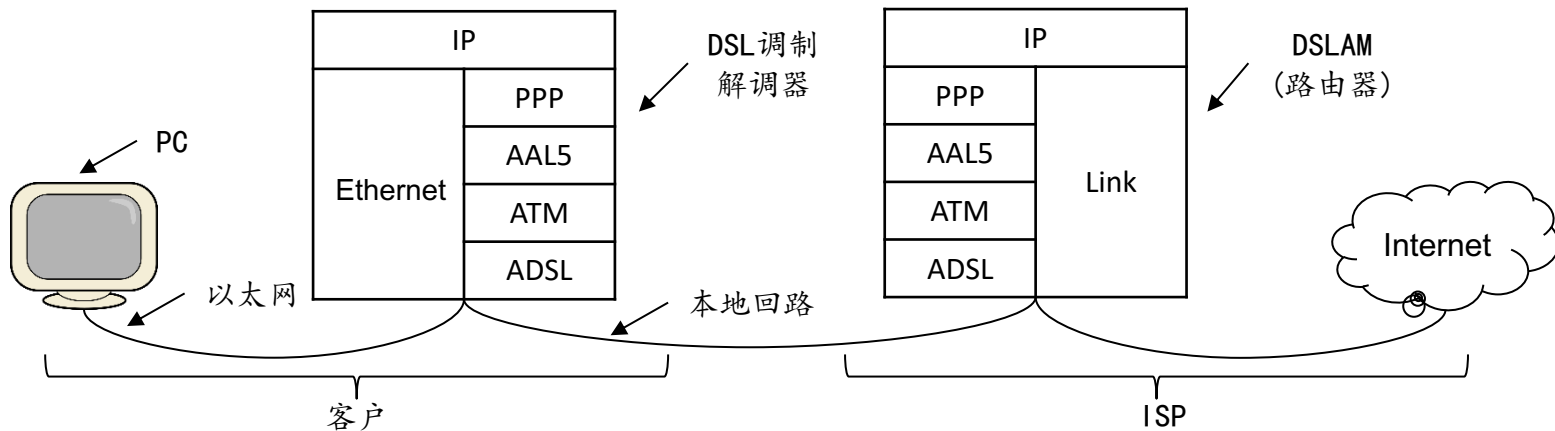 IP
PPP
AAL5
ATM
ADSL
Ethernet
DSL调制
解调器
IP
PPP
AAL5
ATM
ADSL
Link
DSLAM
(路由器)
PC
以太网
本地回路
Internet
客户
ISP